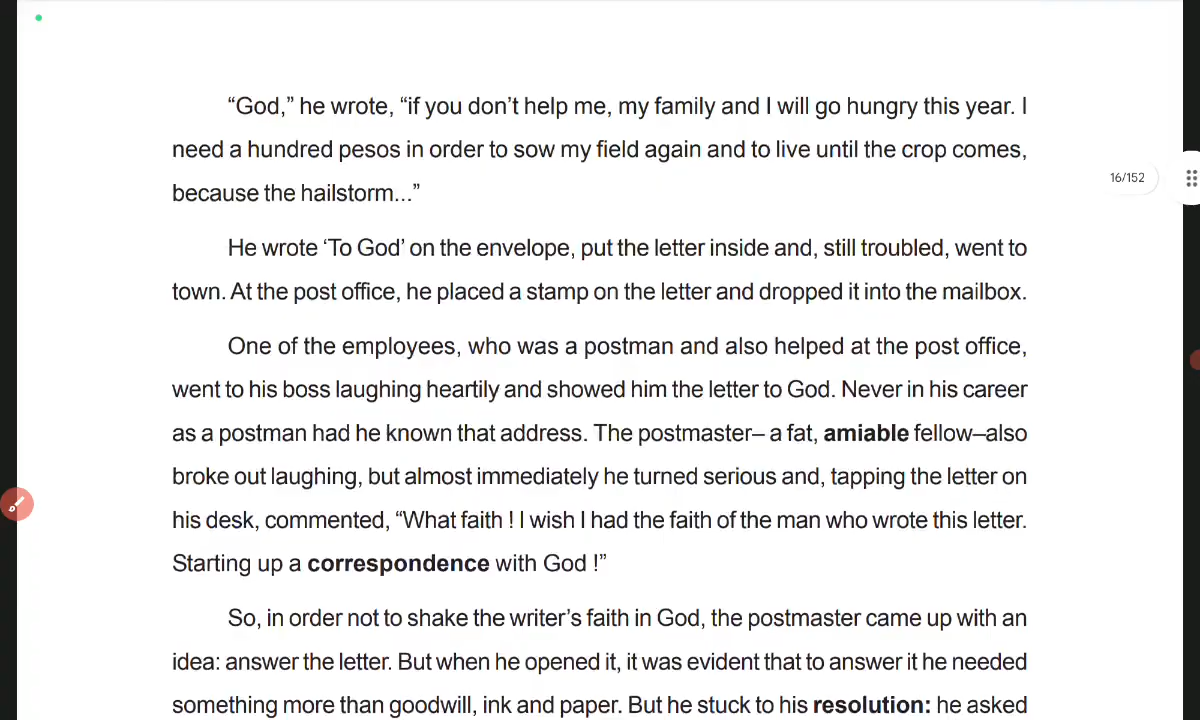 “God,” he wrote, “if you don’t help me, my family and I will go hungry this year. I
need a hundred pesos in order to sow my field again and to live until the crop comes,
because the hailstorm...”
16/152
He wrote ‘To God’ on the envelope, put the letter inside and, still troubled, went to
town. At the post office, he placed a stamp on the letter and dropped it into the mailbox.
One of the employees, who was a postman and also helped at the post office,
went to his boss laughing heartily and showed him the letter to God. Never in his career
as a postman had he known that address. The postmaster– a fat, amiable fellow–also
broke out laughing, but almost immediately he turned serious and, tapping the letter on
his desk, commented, “What faith ! I wish I had the faith of the man who wrote this letter.
Starting up a correspondence with God !”
So, in order not to shake the writer’s faith in God, the postmaster came up with an
idea: answer the letter. But when he opened it, it was evident that to answer it he needed
something more than goodwill, ink and paper. But he stuck to his resolution: he asked